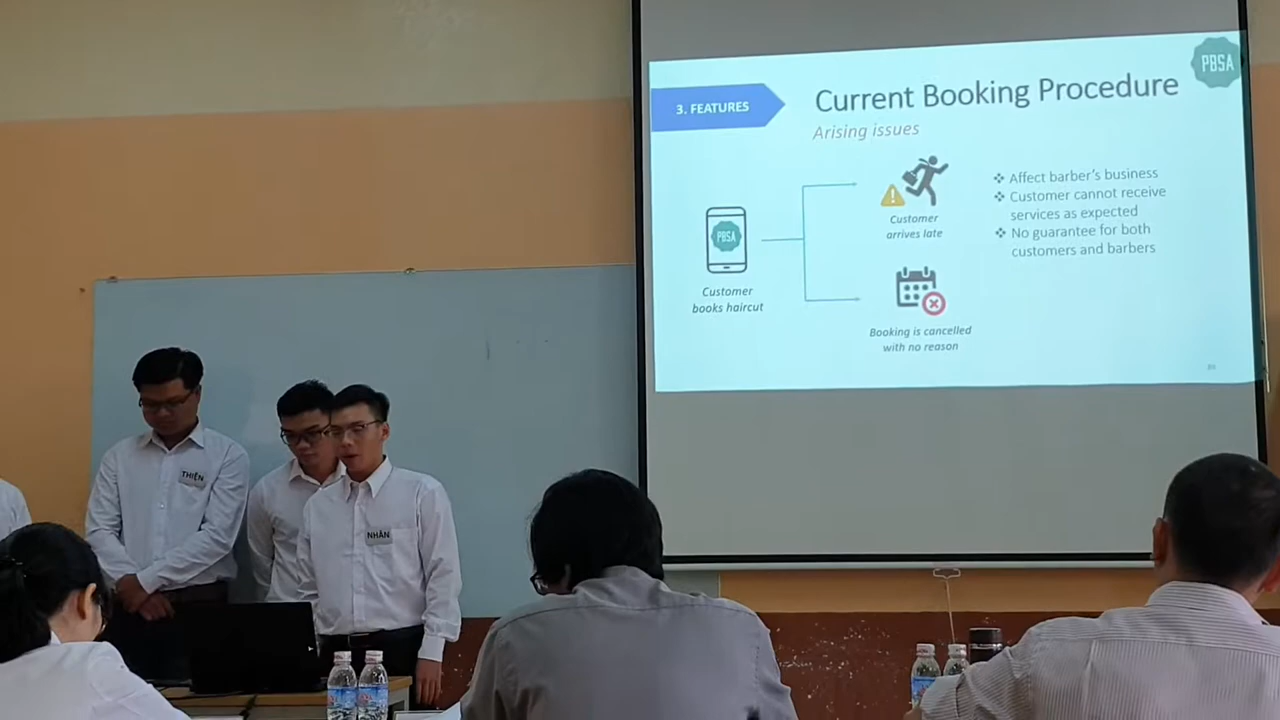 PBSA
3. FEATURES
Current Booking Procedure
Arising issues
PBSA
Customer
books haircut
Customer
arrives late
Booking is cancelled
with no reason
❖ Affect barber's business
❖ Customer cannot receive
services as expected
❖ No guarantee for both
customers and barbers
THIỆN
NHÂN